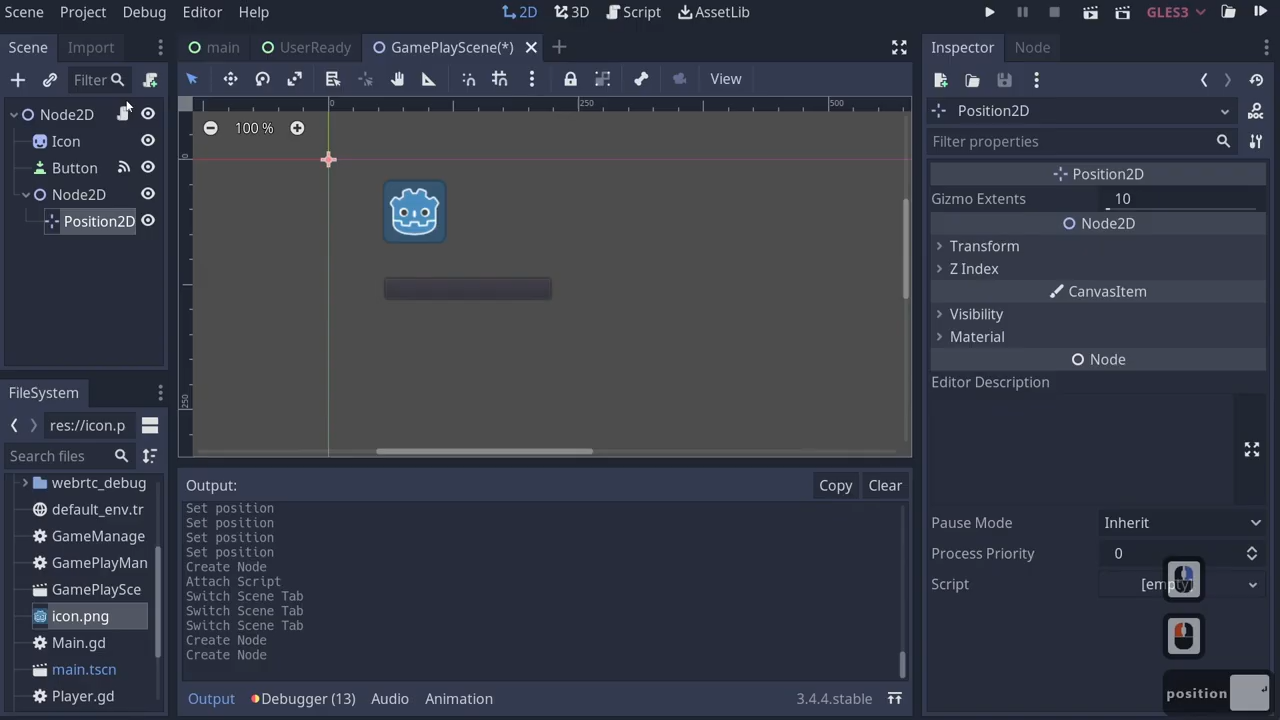 Scene Project Debug Editor Help 2D 3D Script AssetLib GLES3
Scene Import
main UserReady GamePlayScene(*)
Inspector Node
Filter
View
Node2D
Icon
Button
Node2D
Position2D
0 250 500
100 %
0
250
Position2D
Filter properties
Position2D
Gizmo Extents 10
Node2D
Transform
Z Index
CanvasItem
Visibility
Material
Node
Editor Description
Pause Mode Inherit
Process Priority 0
Script [empty]
position
FileSystem
res://icon.p
Search files
webrtc_debug
default_env.tr
GameManage
GamePlayMan
GamePlaySce
icon.png
Main.gd
main.tscn
Player.gd
Output: Copy Clear
Set position
Set position
Set position
Set position
Create Node
Attach Script
Switch Scene Tab
Switch Scene Tab
Switch Scene Tab
Create Node
Create Node
Output Debugger (13) Audio Animation 3.4.4.stable